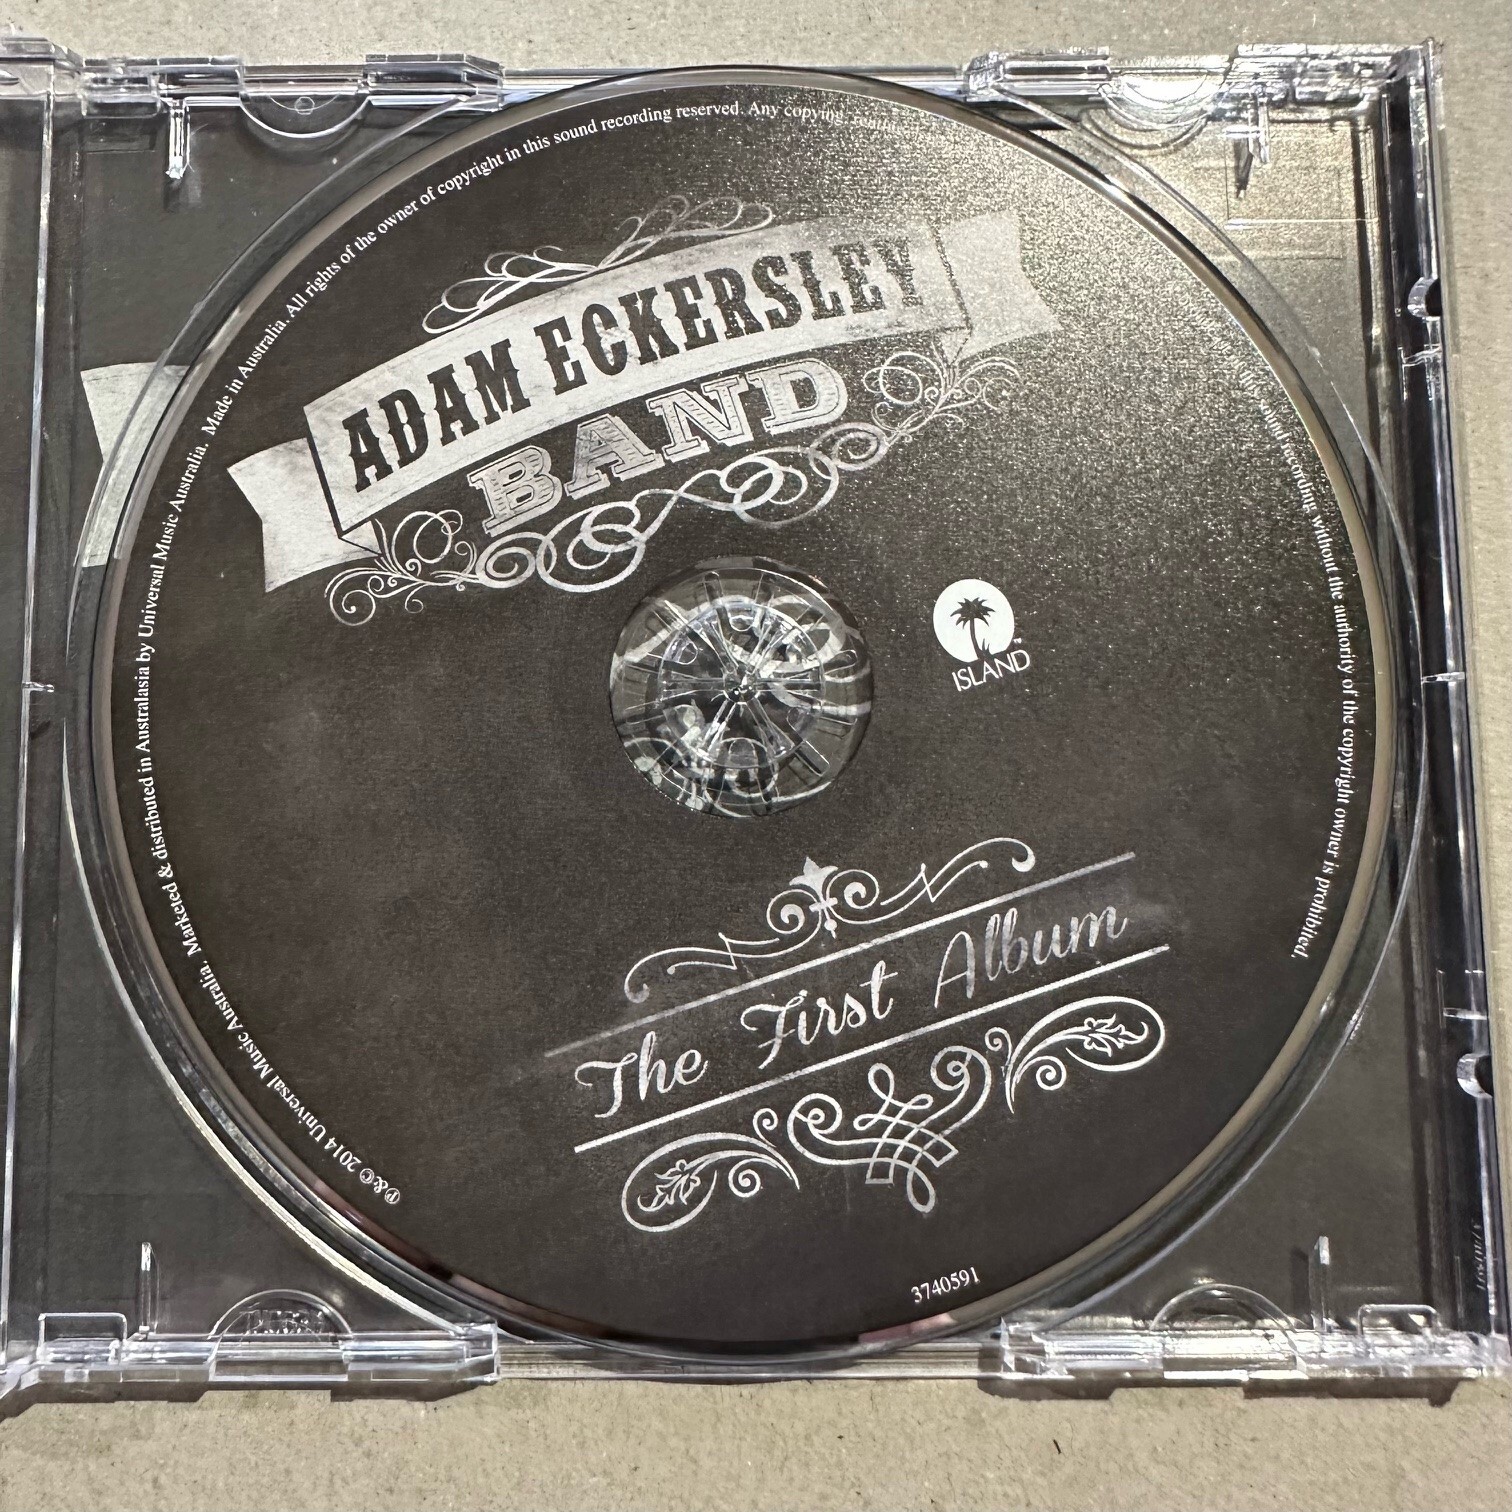 ADAM ECKERSLEY
BAND
ISLAND
TM
The First Album
3740591
℗&© 2014 Universal Music Australia. Marketed & distributed in Australasia by Universal Music Australia. Made in Australia. All rights of the owner of copyright in this sound recording reserved. Any copying, sound recording without the authority of the copyright owner is prohibited.